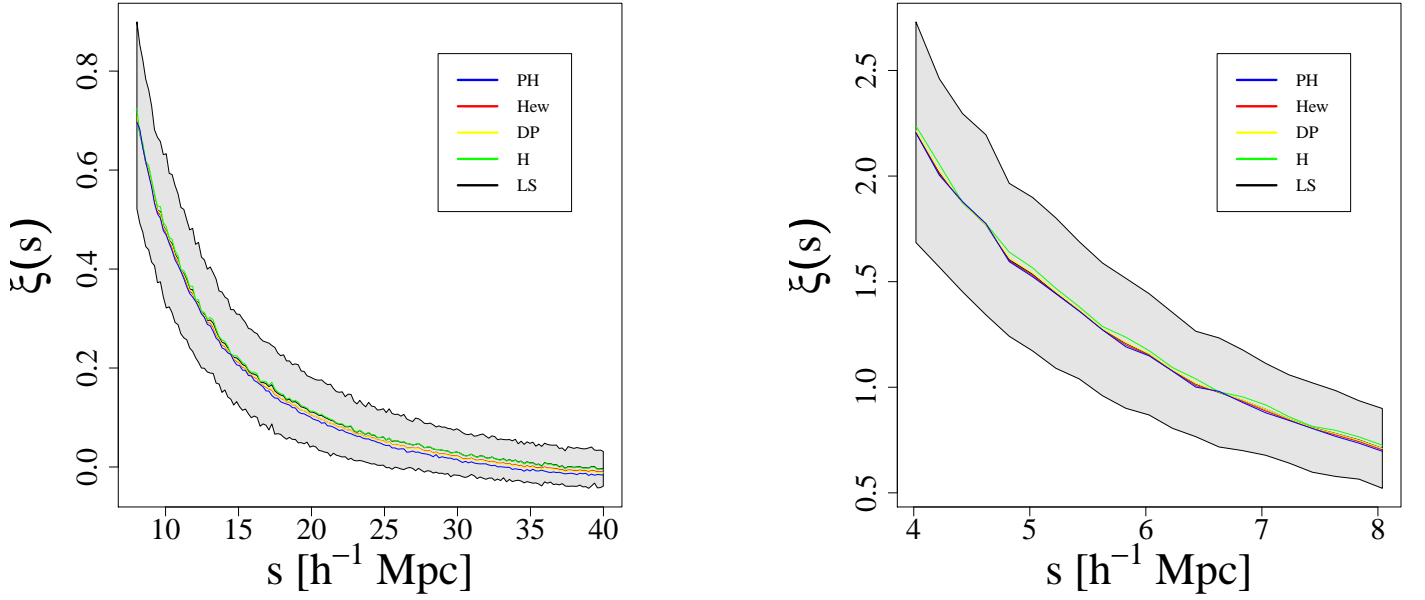 ξ(s)
0.8
0.6
0.4
0.2
0.0
PH
Hew
DP
H
LS
10 15 20 25 30 35 40
s [h⁻¹ Mpc]
ξ(s)
2.5
2.0
1.5
1.0
0.5
PH
Hew
DP
H
LS
4 5 6 7 8
s [h⁻¹ Mpc]